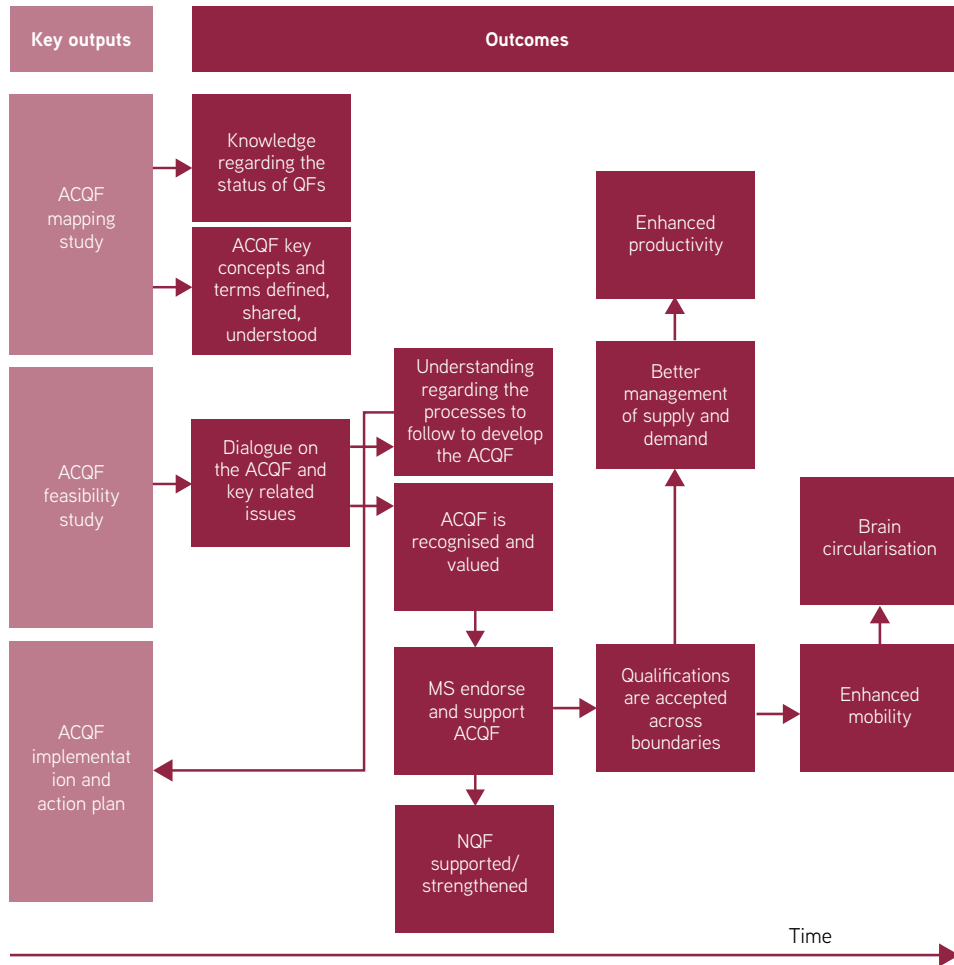 Key outputs
Outcomes
ACQF
mapping
study
Knowledge
regarding the
status of QFs
ACQF key
concepts and
terms defined,
shared,
understood
Enhanced
productivity
ACQF
feasibility
study
Dialogue on
the ACQF and
key related
issues
Understanding
regarding the
processes to
follow to develop
the ACQF
Better
management
of supply and
demand
ACQF is
recognised and
valued
Brain
circularisation
ACQF
implementat
ion and
action plan
MS endorse
and support
ACQF
Qualifications
are accepted
across
boundaries
Enhanced
mobility
NQF
supported/
strengthened
Time